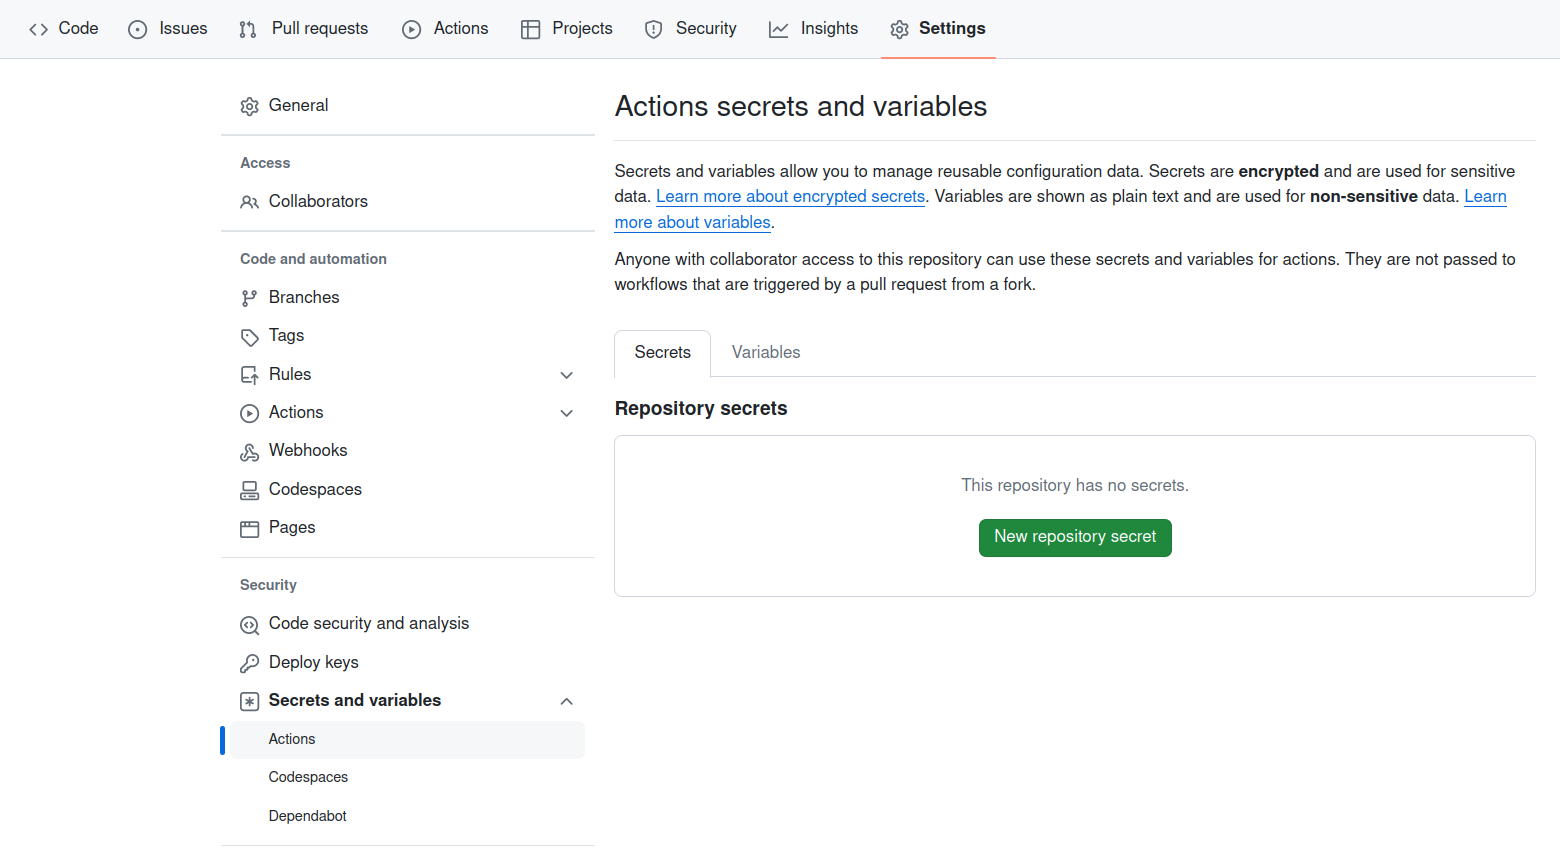 Code Issues Pull requests Actions Projects Security Insights Settings
General
Access
Collaborators
Code and automation
Branches
Tags
Rules
Actions
Webhooks
Codespaces
Pages
Security
Code security and analysis
Deploy keys
Secrets and variables
Actions
Codespaces
Dependabot
Actions secrets and variables
Secrets and variables allow you to manage reusable configuration data. Secrets are encrypted and are used for sensitive
data. Learn more about encrypted secrets. Variables are shown as plain text and are used for non-sensitive data. Learn
more about variables.
Anyone with collaborator access to this repository can use these secrets and variables for actions. They are not passed to
workflows that are triggered by a pull request from a fork.
Secrets Variables
Repository secrets
This repository has no secrets.
New repository secret